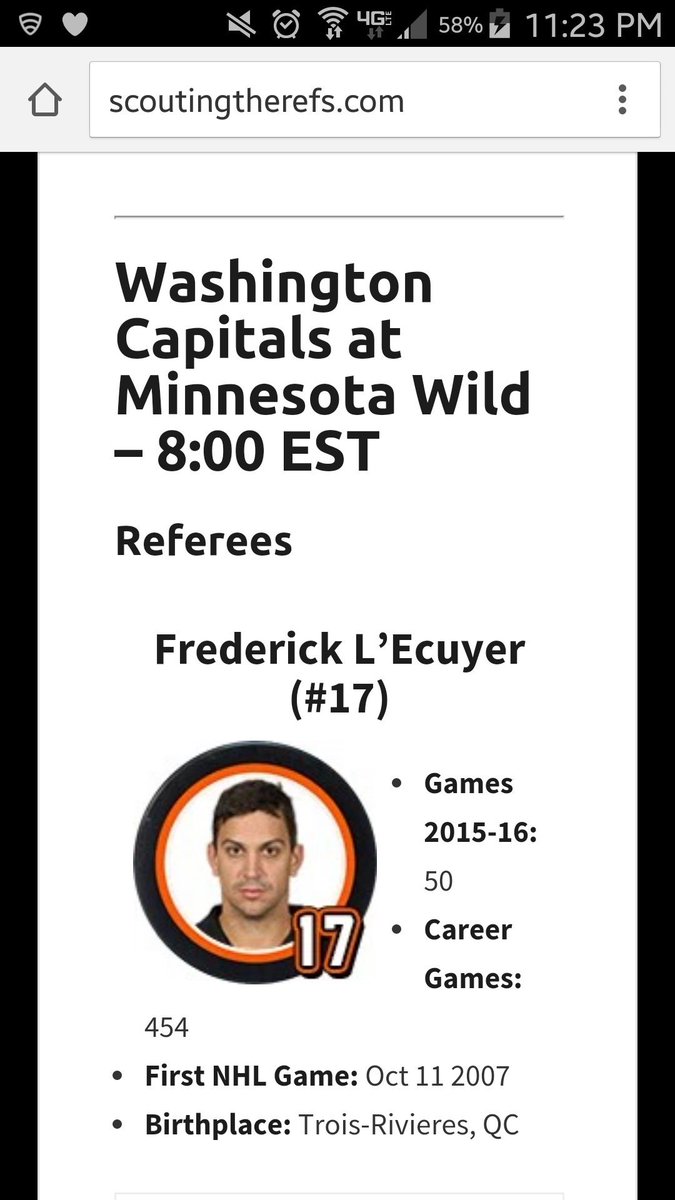 4G LTE 58% 11:23 PM
scoutingtherefs.com
Washington
Capitals at
Minnesota Wild
– 8:00 EST
Referees
Frederick L’Ecuyer
(#17)
17
• Games
2015-16:
50
• Career
Games:
454
• First NHL Game: Oct 11 2007
• Birthplace: Trois-Rivieres, QC